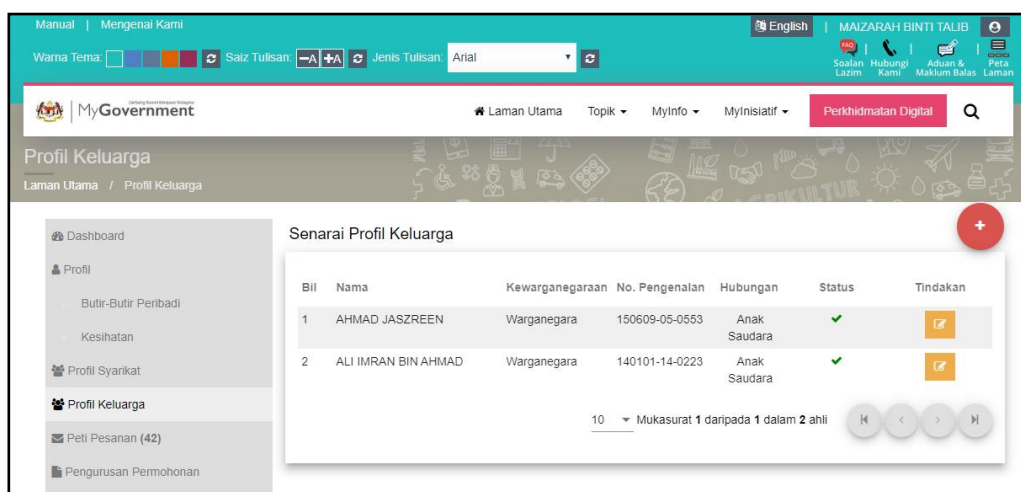 Manual | Mengenai Kami English | MAIZARAH BINTI TALIB
Warna Tema: Saiz Tulisan: -A +A Jenis Tulisan: Arial
FAQ
Soalan Lazim Hubungi Kami Aduan & Maklum Balas Peta Laman
MyGovernment Laman Utama Topik MyInfo MyInisiatif Perkhidmatan Digital
Profil Keluarga
Laman Utama / Profil Keluarga
Dashboard
Profil
Butir-Butir Peribadi
Kesihatan
Profil Syarikat
Profil Keluarga
Peti Pesanan (42)
Pengurusan Permohonan
Senarai Profil Keluarga
+
Bil Nama Kewarganegaraan No. Pengenalan Hubungan Status Tindakan
1 AHMAD JASZREEN Warganegara 150609-05-0553 Anak Saudara
2 ALI IMRAN BIN AHMAD Warganegara 140101-14-0223 Anak Saudara
10 Mukasurat 1 daripada 1 dalam 2 ahli